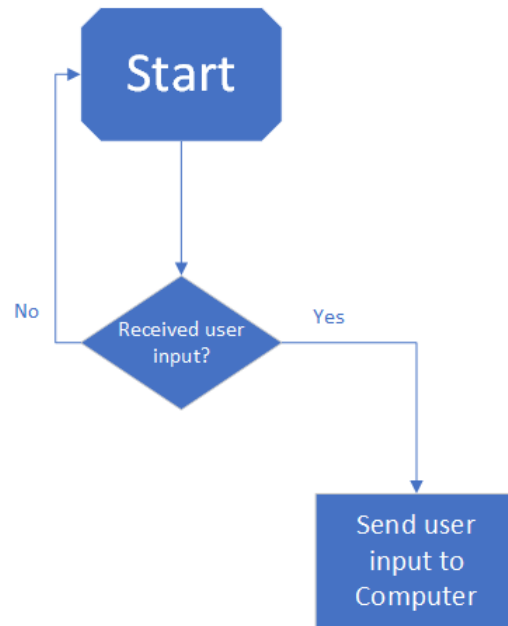 Start
Received user
input?
No
Yes
Send user
input to
Computer